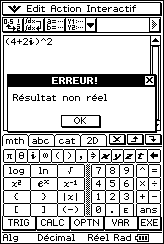 Edit Action Interactif
(4+2i)^2
ERREUR!
Résultat non réel
OK
mth abc cat 2D
π θ i ∞ ( ) , ⇒ x y z t ←
log ln √ 7 8 9 ^ =
x² e^x x⁻¹ 4 5 6 × ÷
( ) |x| 1 2 3 + −
[ ] (−) 0 . E ans
TRIG CALC OPTN VAR EXE
Alg Décimal Réel Rad